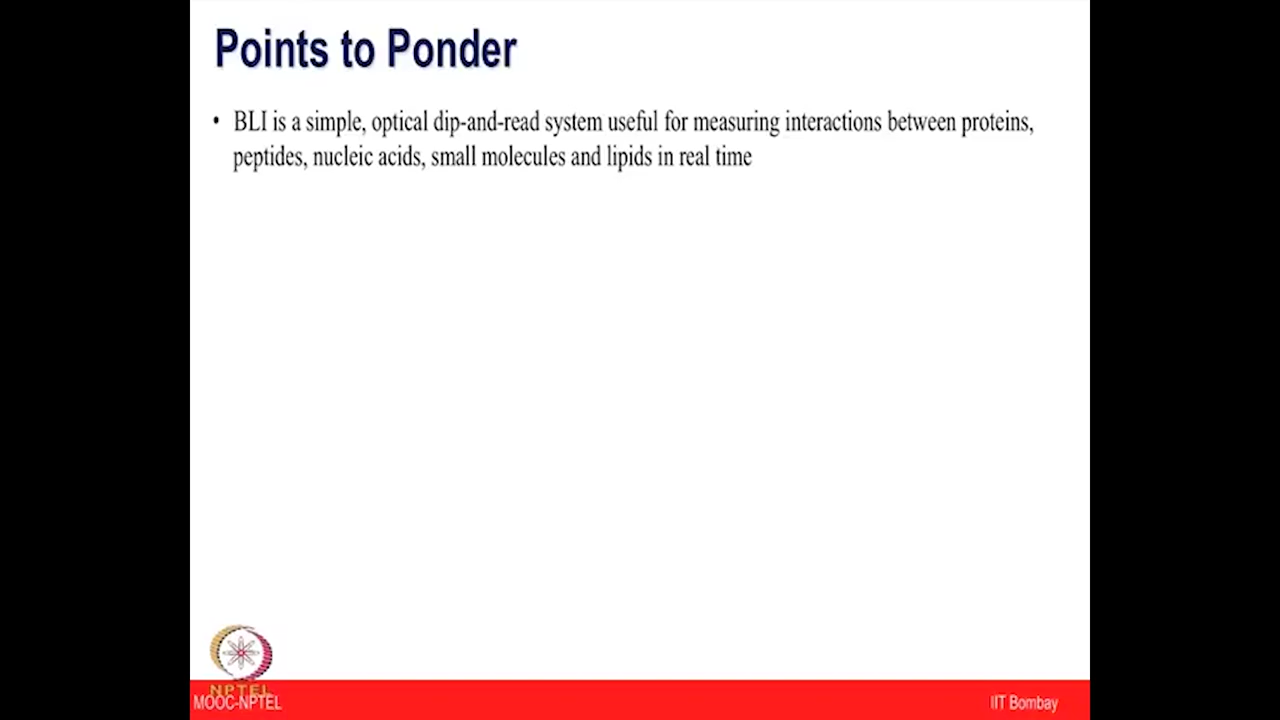 Points to Ponder
• BLI is a simple, optical dip-and-read system useful for measuring interactions between proteins,
peptides, nucleic acids, small molecules and lipids in real time
NPTEL
MOOC-NPTEL
IIT Bombay